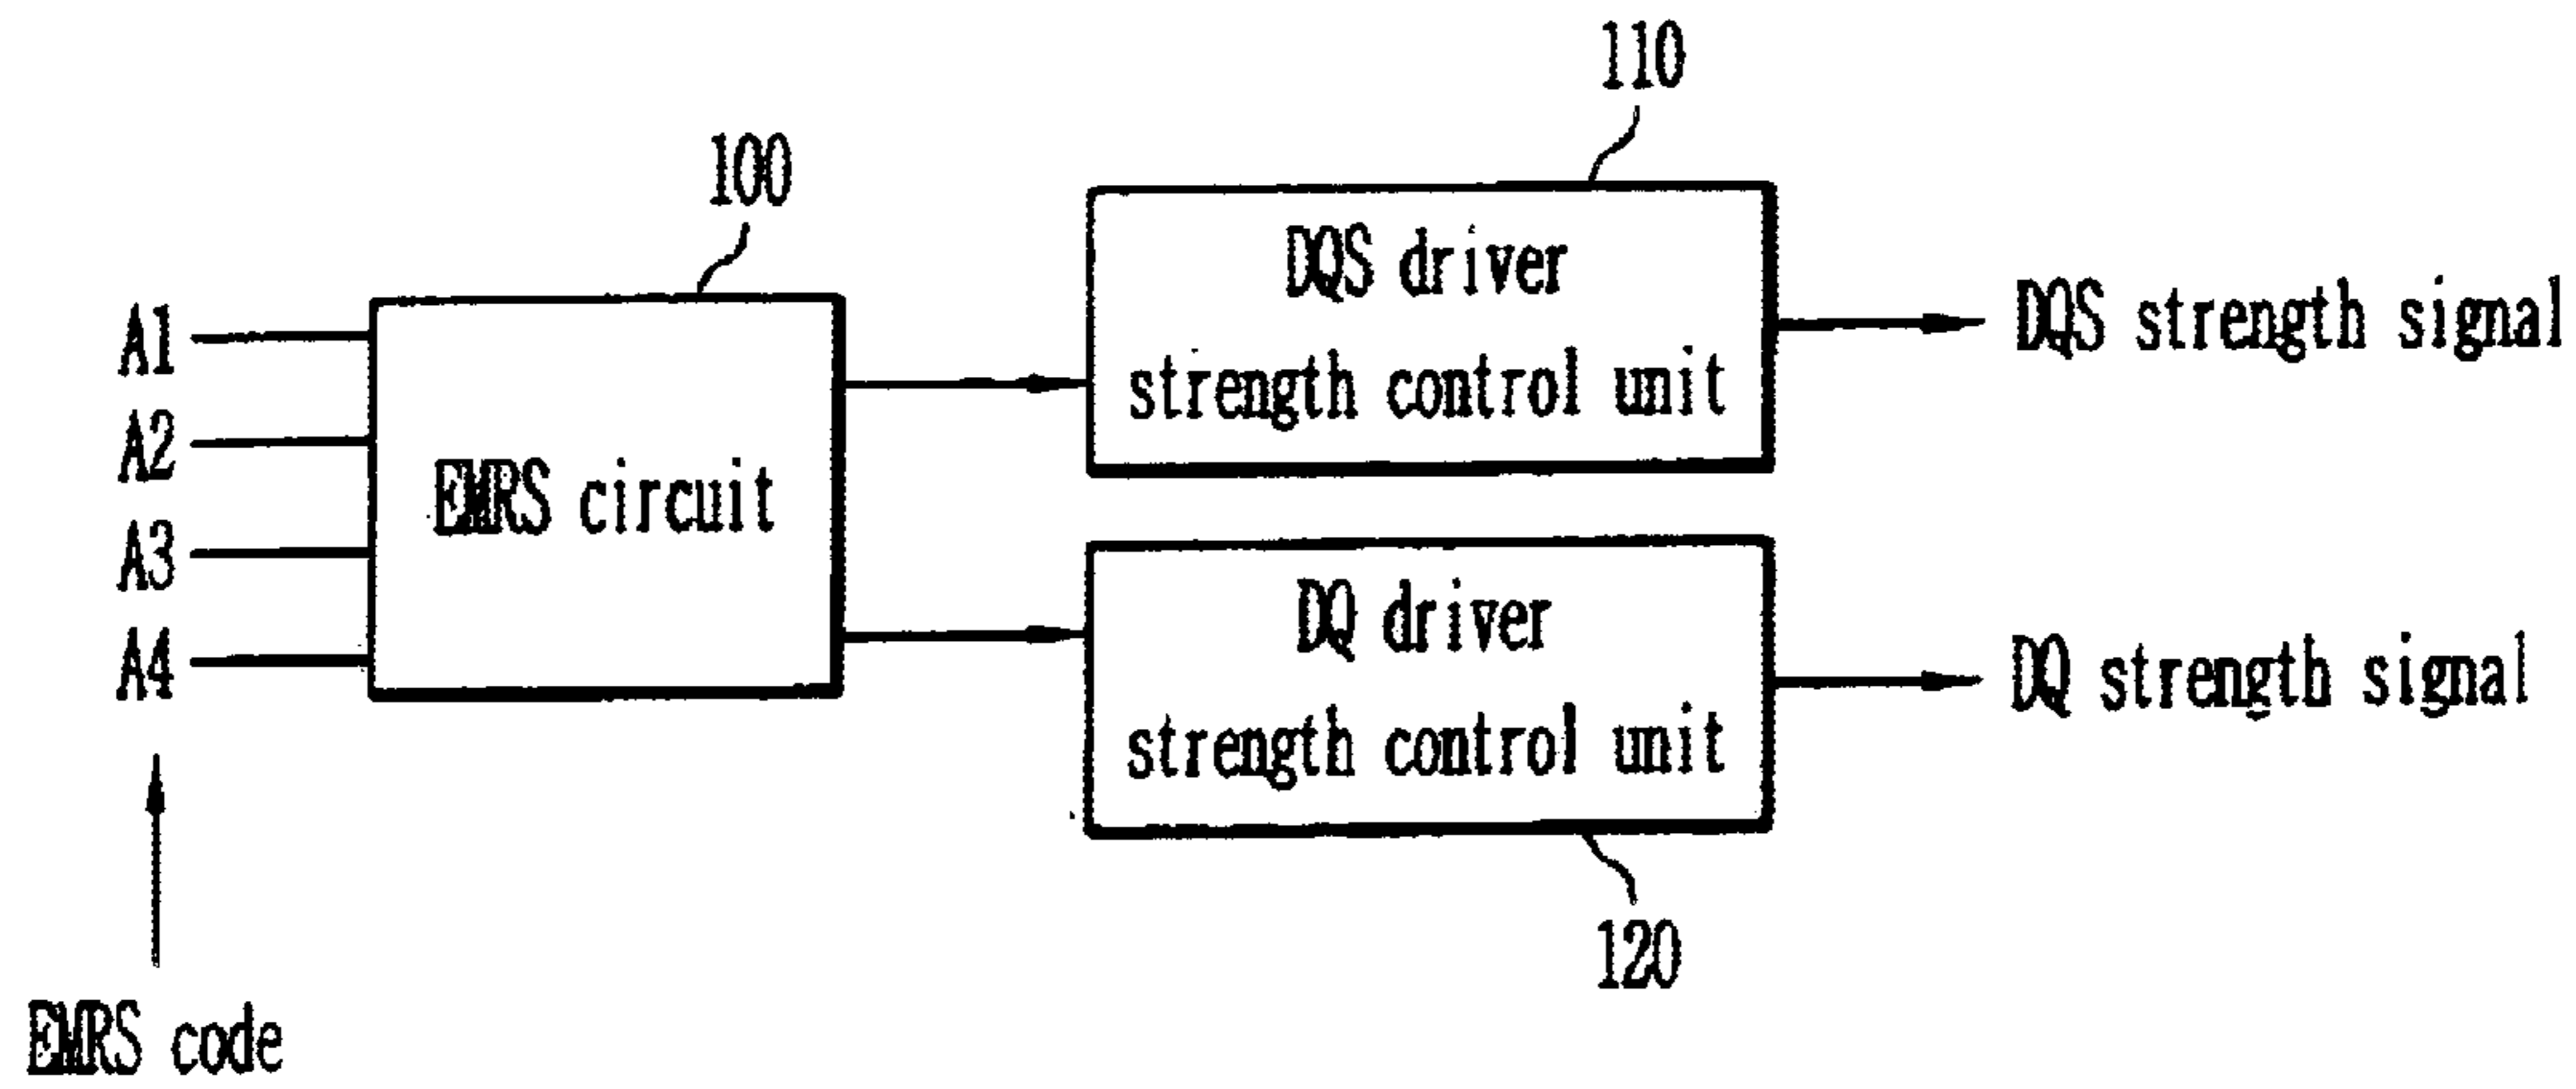 110
100
DQS driver
strength control unit
DQS strength signal
A1
A2
A3
A4
EMRS circuit
DQ driver
strength control unit
DQ strength signal
120
EMRS code